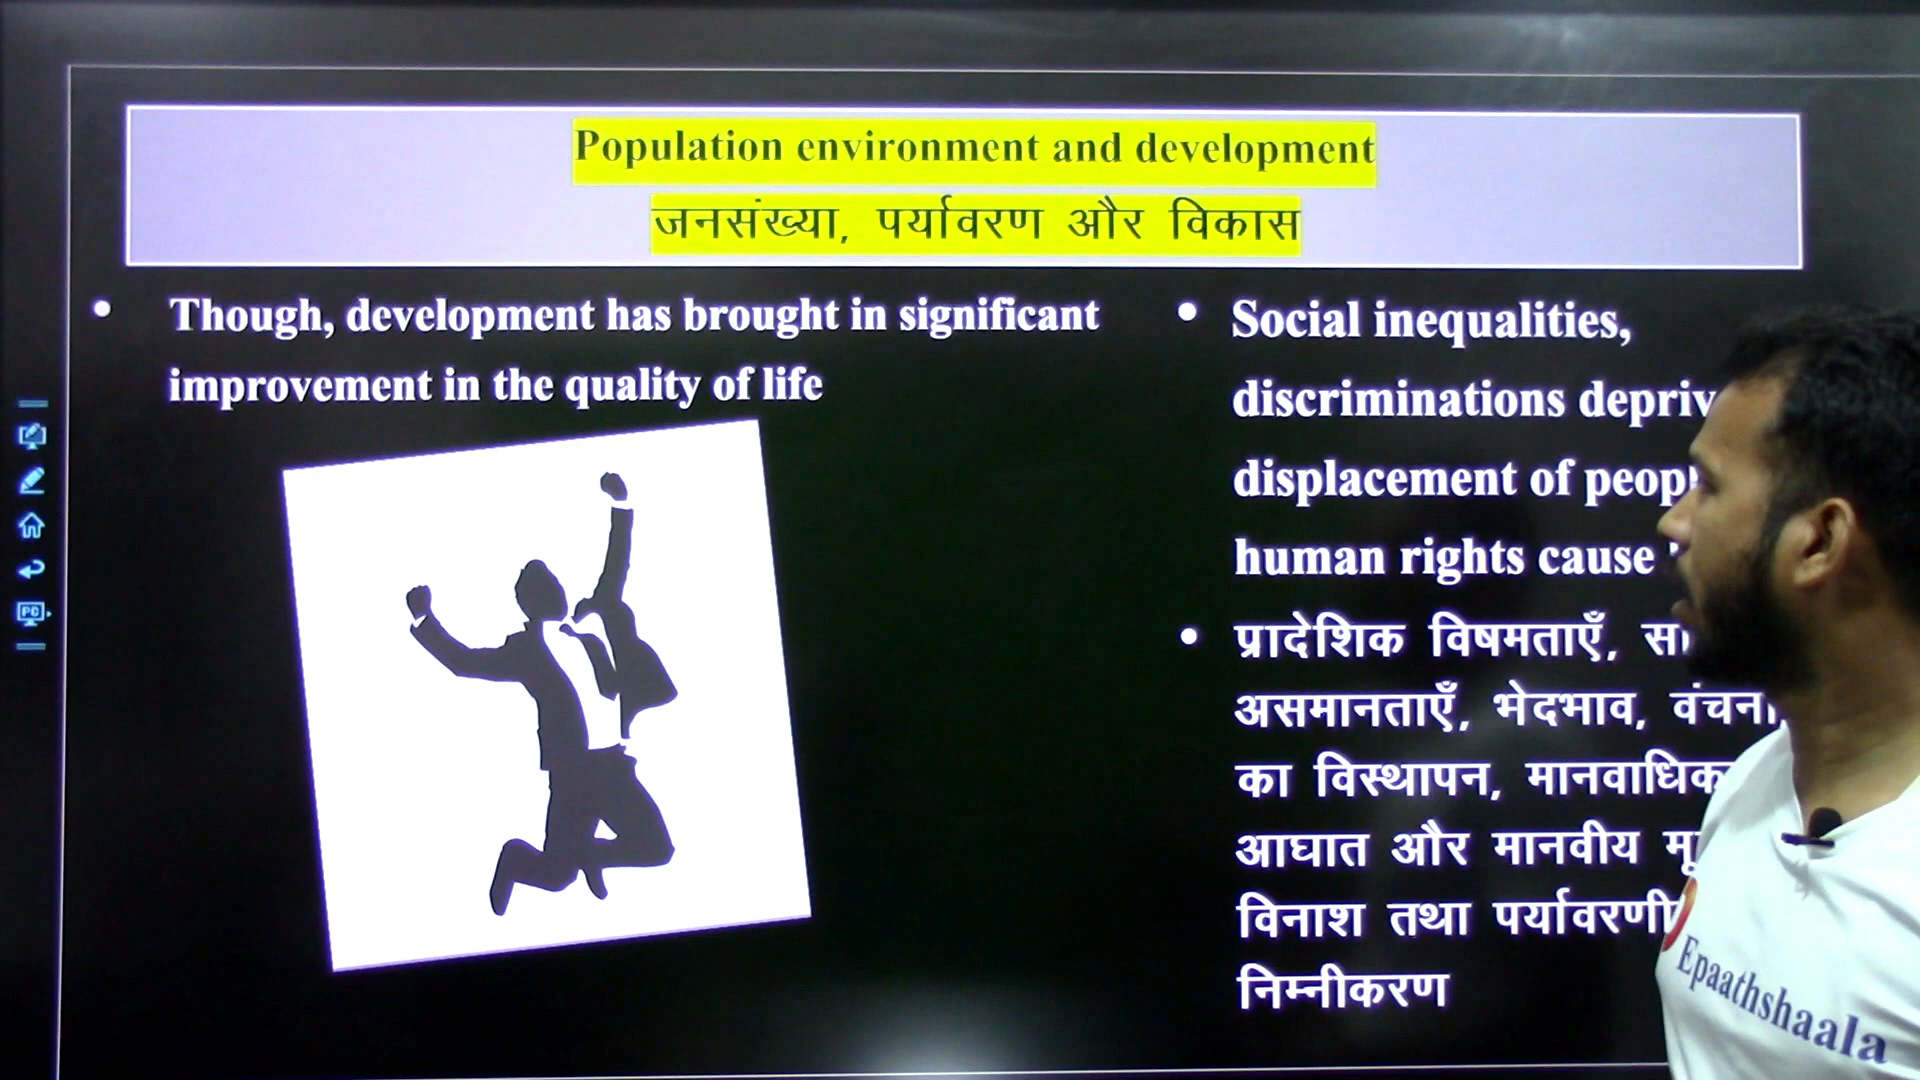 Population environment and development
जनसंख्या, पर्यावरण और विकास
• Though, development has brought in significant
improvement in the quality of life
• Social inequalities,
discriminations
displacement of
human rights cause
• प्रादेशिक विषमताएँ,
असमानताएँ, भेदभाव, वंचना,
का विस्थापन,
आघात और मानवीय
विनाश तथा
निम्नीकरण
PC
Epaathshaala